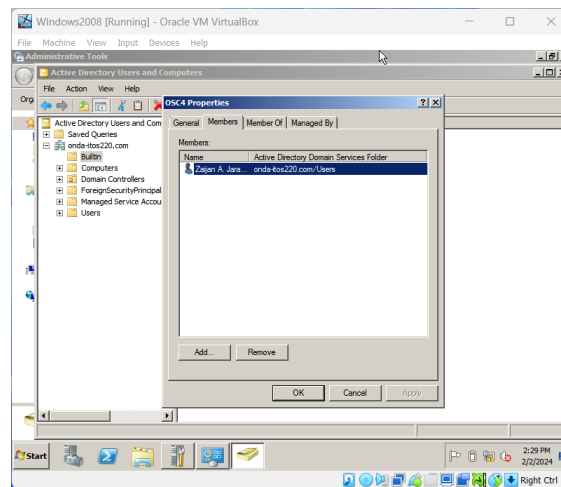 WIndows2008 [Running] - Oracle VM VirtualBox
File Machine View Input Devices Help
Administrative Tools
Active Directory Users and Computers
File Action View Help
Orga
OSC4 Properties
General Members Member Of Managed By
Active Directory Users and Com
Saved Queries
onda-itos220.com
Builtin
Computers
Domain Controllers
ForeignSecurityPrincipal
Managed Service Accou
Users
Members:
Name Active Directory Domain Services Folder
Zaijan A. Jara... onda-itos220.com/Users
Add... Remove
OK Cancel Apply
Start
2:29 PM
2/2/2024
Right Ctrl